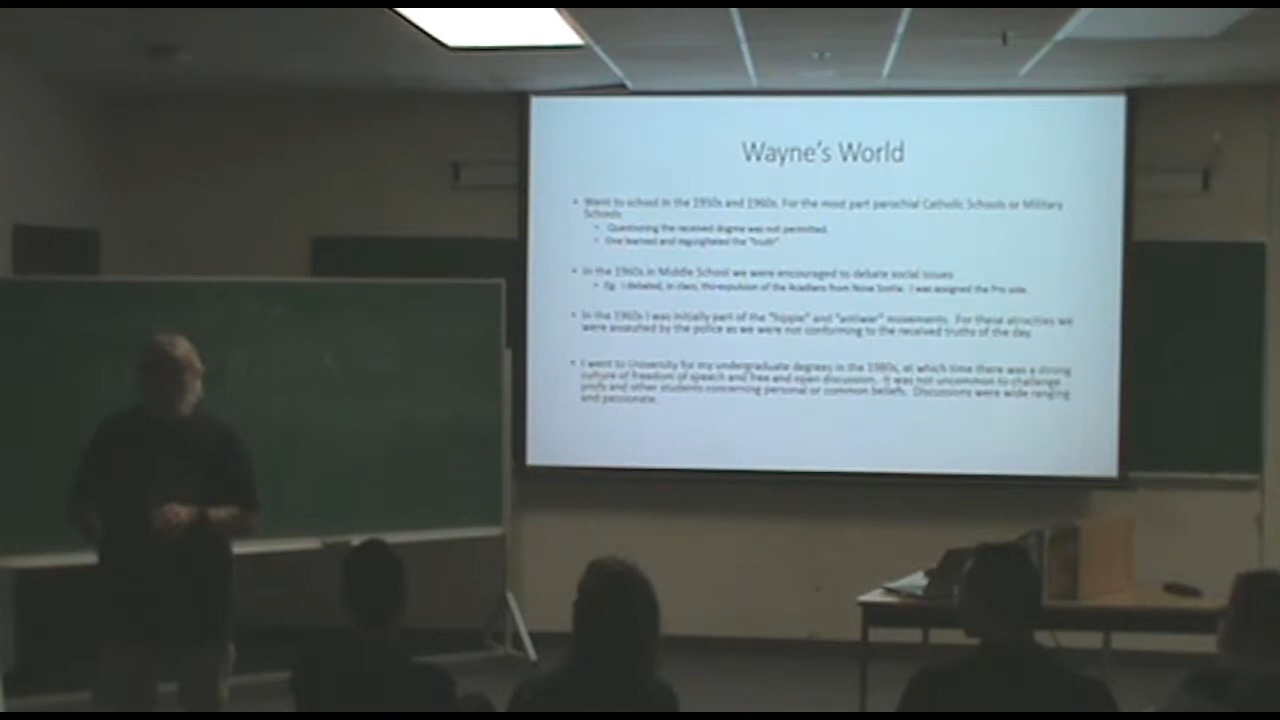 Wayne's World
• Went to school in the 1950s and 1960s. For the most part parochial Catholic Schools or Military
Schools
• Questioning the received dogma was not permitted.
• One learned and regurgitated the "truth"
• In the 1960s in Middle School we were encouraged to debate social issues
• Eg. I debated, in class, the expulsion of the Acadians from Nova Scotia. I was assigned the Pro side.
• In the 1960s I was initially part of the "hippie" and "antiwar" movements. For these atrocities we
were assaulted by the police as we were not conforming to the received truths of the day.
• I went to University for my undergraduate degrees in the 1980s, at which time there was a strong
culture of freedom of speech and free and open discussion. It was not uncommon to challenge
profs and other students concerning personal or common beliefs. Discussions were wide ranging
and passionate.